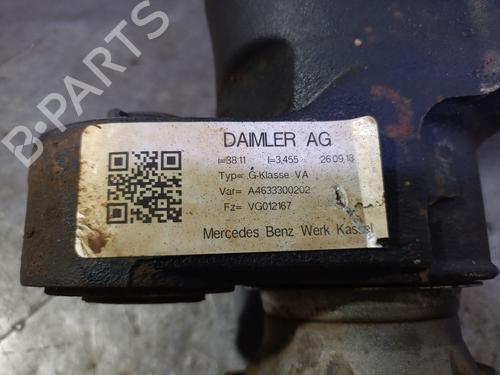 B-PARTS
DAIMLER AG
i=38:11 I=3,455 26.09.18
Typ= G-Klasse VA
Var= A4633300202
Fz= VG012167
Mercedes Benz Werk Kassel